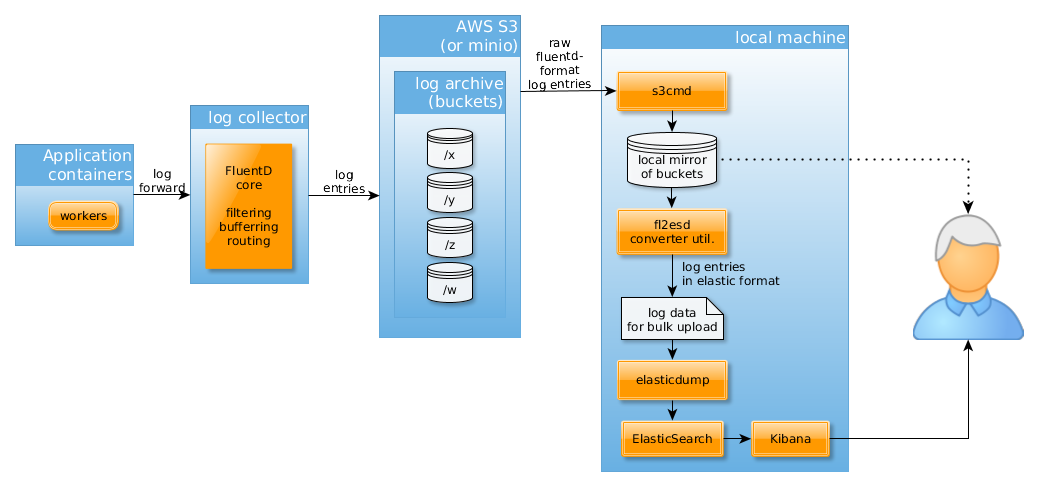 Application
containers
workers
log
forward
log collector
FluentD
core
filtering
bufferring
routing
log
entries
AWS S3
(or minio)
log archive
(buckets)
/x
/y
/z
/w
raw
fluentd-
format
log entries
local machine
s3cmd
local mirror
of buckets
fl2esd
converter util.
log entries
in elastic format
log data
for bulk upload
elasticdump
ElasticSearch
Kibana